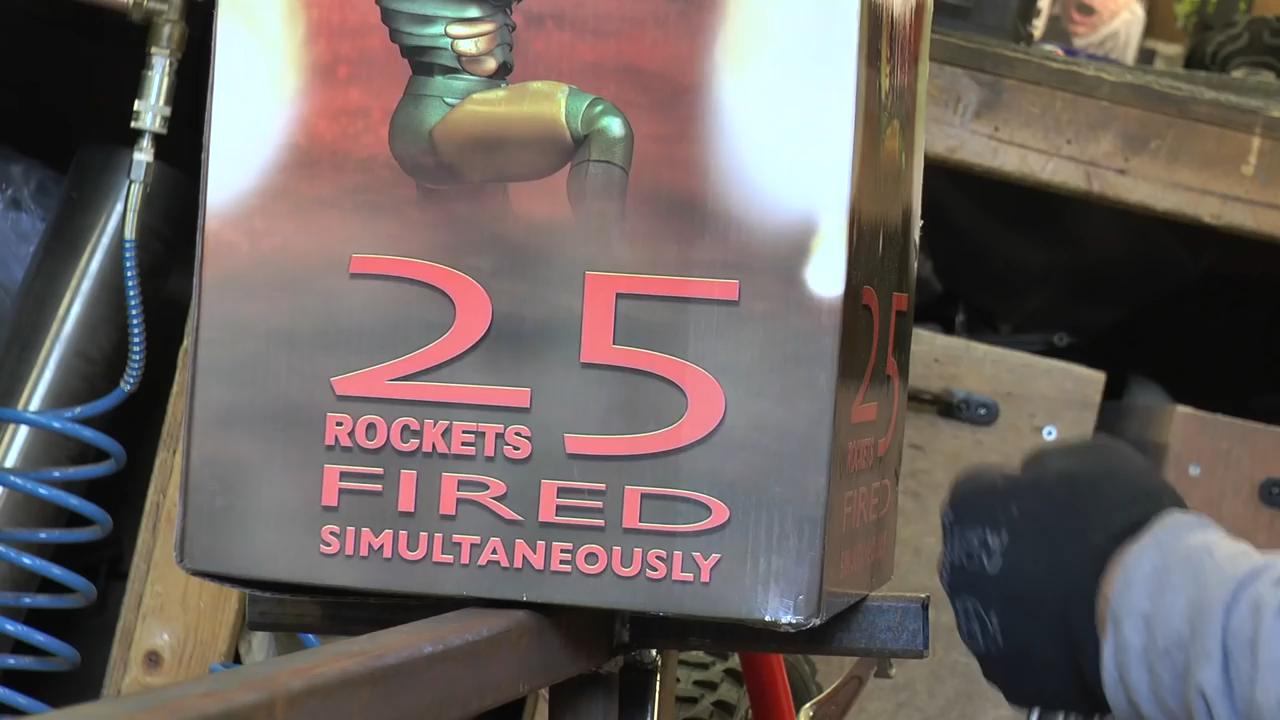 25
ROCKETS
FIRED
SIMULTANEOUSLY
25
ROCKETS
FIRED